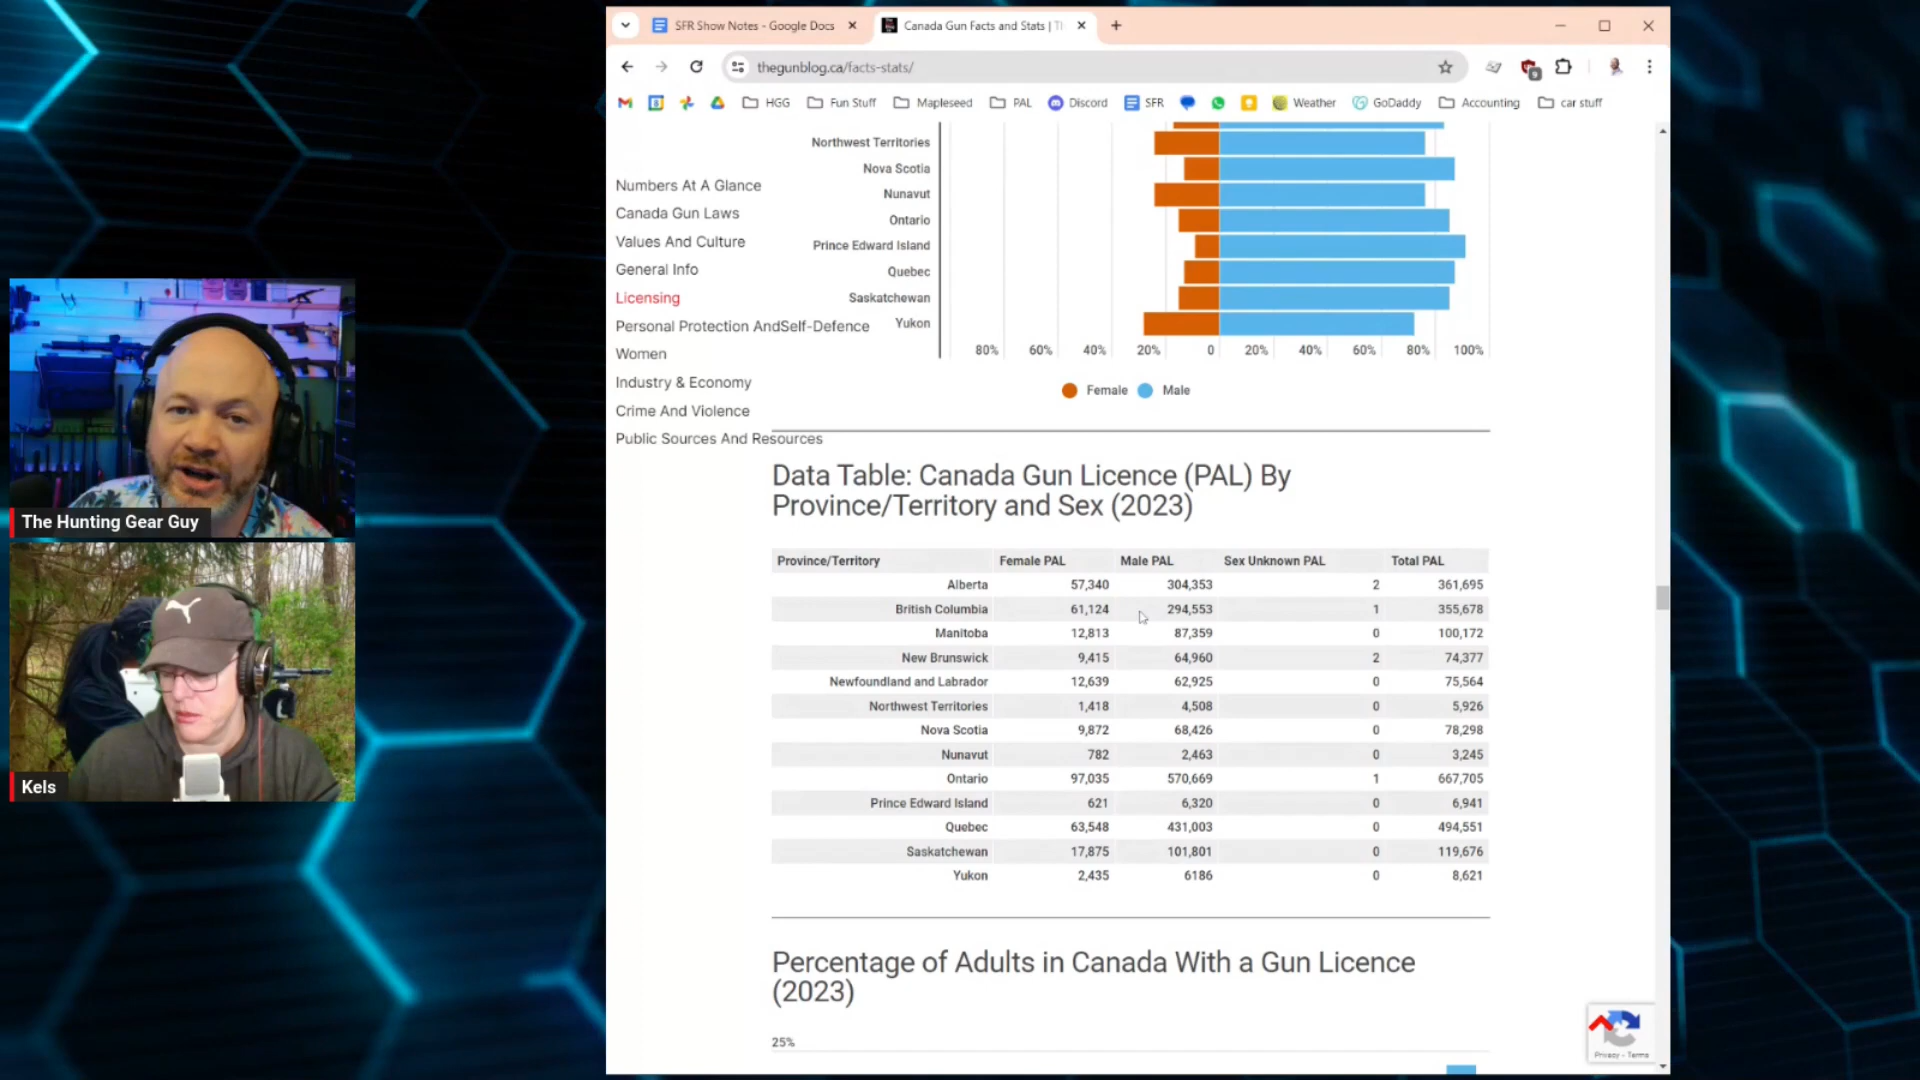 SFR Show Notes - Google Docs
Canada Gun Facts and Stats | Th
thegunblog.ca/facts-stats/
9
HGG
Fun Stuff
Mapleseed
PAL
Discord
SFR
Weather
GoDaddy
Accounting
car stuff
Numbers At A Glance
Canada Gun Laws
Values And Culture
General Info
Licensing
Personal Protection AndSelf-Defence
Women
Industry & Economy
Crime And Violence
Public Sources And Resources
Northwest Territories
Nova Scotia
Nunavut
Ontario
Prince Edward Island
Quebec
Saskatchewan
Yukon
80% 60% 40% 20% 0 20% 40% 60% 80% 100%
Female Male
Data Table: Canada Gun Licence (PAL) By
Province/Territory and Sex (2023)
Province/Territory Female PAL Male PAL Sex Unknown PAL Total PAL
Alberta 57,340 304,353 2 361,695
British Columbia 61,124 294,553 1 355,678
Manitoba 12,813 87,359 0 100,172
New Brunswick 9,415 64,960 2 74,377
Newfoundland and Labrador 12,639 62,925 0 75,564
Northwest Territories 1,418 4,508 0 5,926
Nova Scotia 9,872 68,426 0 78,298
Nunavut 782 2,463 0 3,245
Ontario 97,035 570,669 1 667,705
Prince Edward Island 621 6,320 0 6,941
Quebec 63,548 431,003 0 494,551
Saskatchewan 17,875 101,801 0 119,676
Yukon 2,435 6186 0 8,621
Percentage of Adults in Canada With a Gun Licence
(2023)
25%
Privacy - Terms
The Hunting Gear Guy
Kels